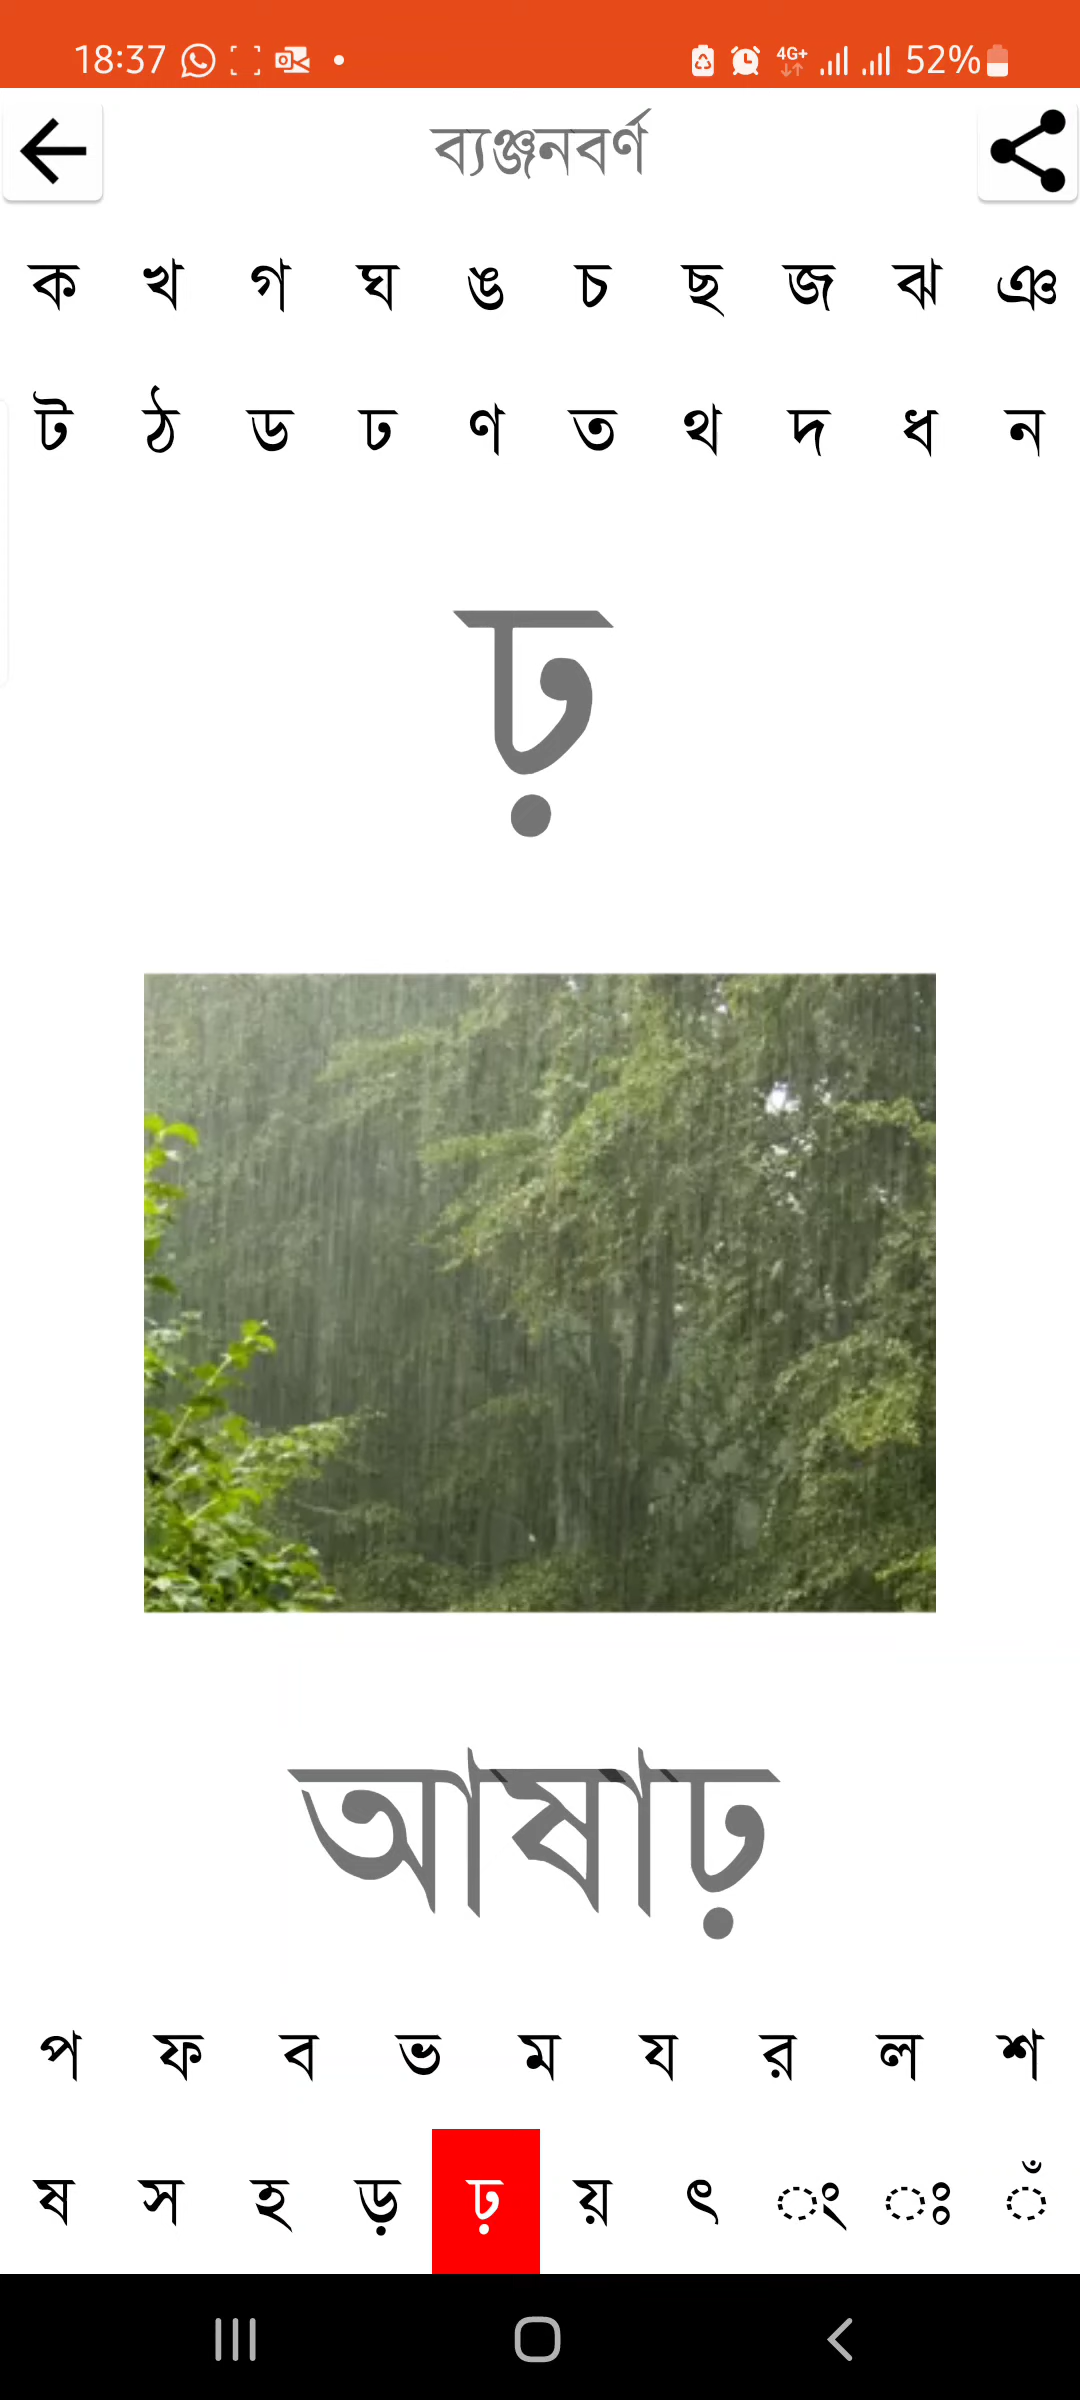 18:37 4G+ 52%
ব্যঞ্জনবর্ণ
ক খ গ ঘ ঙ চ ছ জ ঝ ঞ
ট ঠ ড ঢ ণ ত থ দ ধ ন
ঢ়
আষাঢ়
প ফ ব ভ ম য র ল শ
ষ স হ ড় ঢ় য় ৎ ং ঃ ঁ